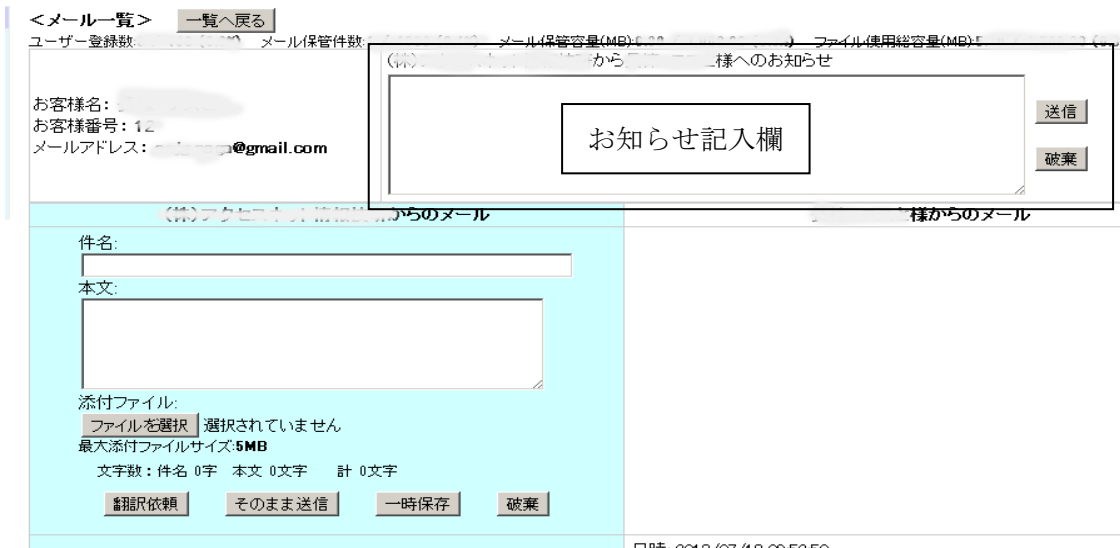 ＜メール一覧＞ 一覧へ戻る
ユーザー登録数: メール保管件数: メール保管容量(MB): ファイル使用総容量(MB):
(株) から 様へのお知らせ
お客様名：
お客様番号：12
メールアドレス： @gmail.com
お知らせ記入欄
送信
破棄
からのメール
様からのメール
件名:
本文:
添付ファイル:
ファイルを選択 選択されていません
最大添付ファイルサイズ:5MB
文字数：件名 0字 本文 0文字 計 0文字
翻訳依頼 そのまま送信 一時保存 破棄